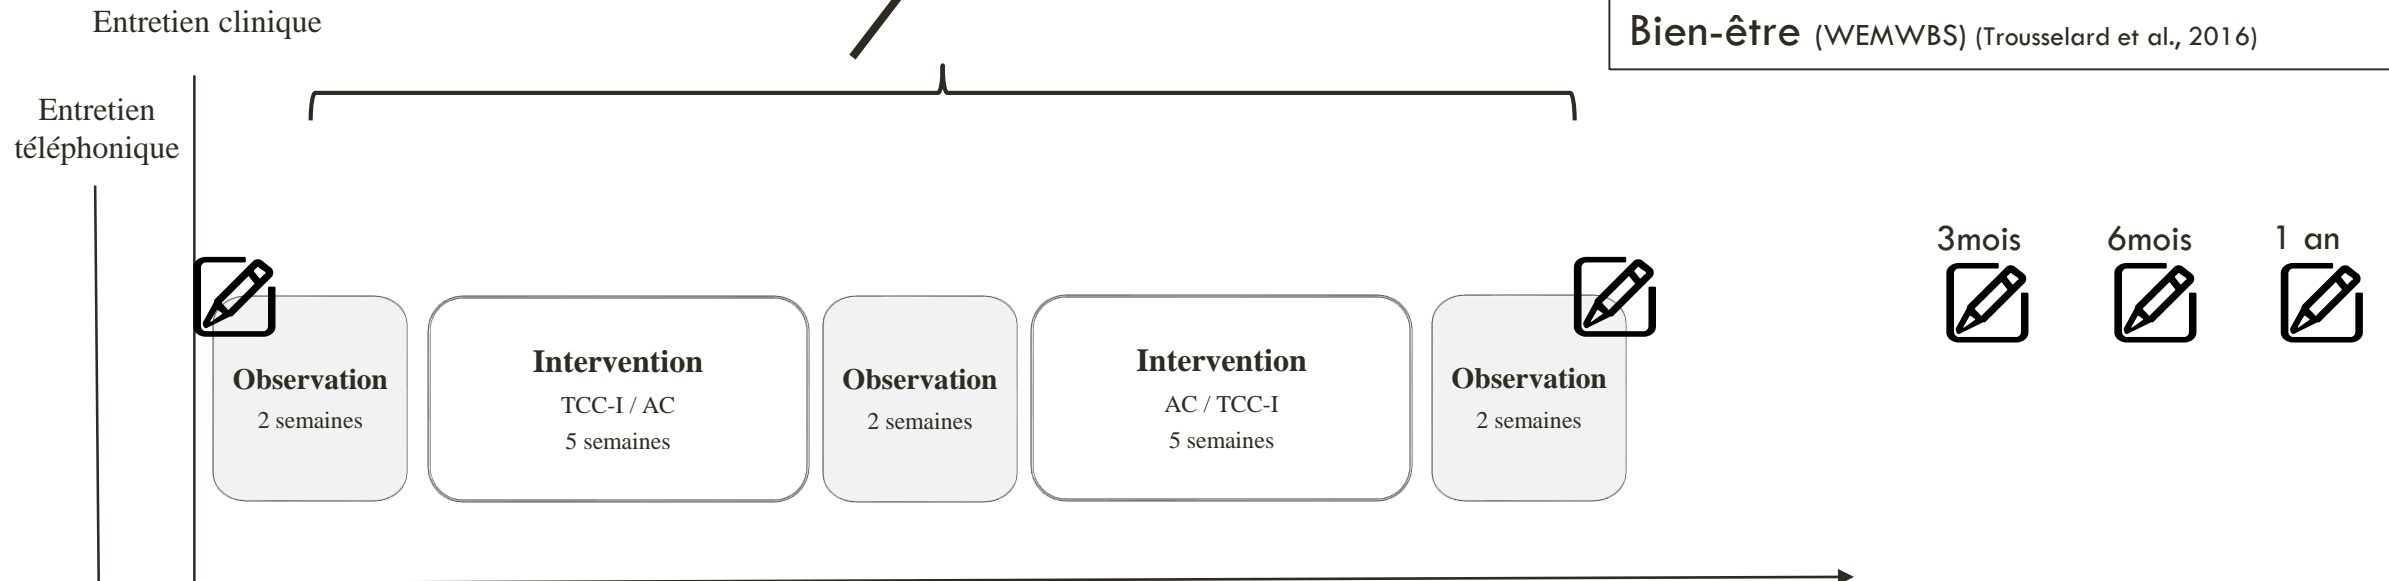 Entretien clinique
Bien-être (WEMWBS) (Trousselard et al., 2016)
Entretien
téléphonique
3mois
6mois
1 an
Observation
2 semaines
Intervention
TCC-I / AC
5 semaines
Observation
2 semaines
Intervention
AC / TCC-I
5 semaines
Observation
2 semaines